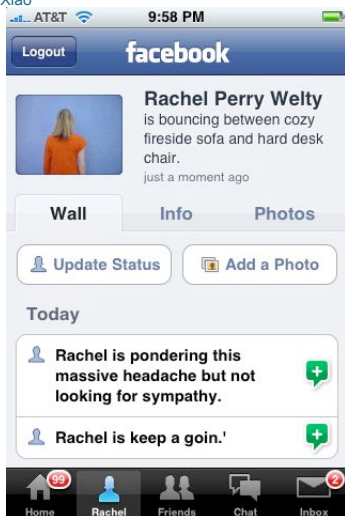 Xiao
AT&T 9:58 PM
Logout facebook
Rachel Perry Welty
is bouncing between cozy
fireside sofa and hard desk
chair.
just a moment ago
Wall Info Photos
Update Status Add a Photo
Today
Rachel is pondering this
massive headache but not
looking for sympathy.
Rachel is keep a goin.'
99 2
Home Rachel Friends Chat Inbox